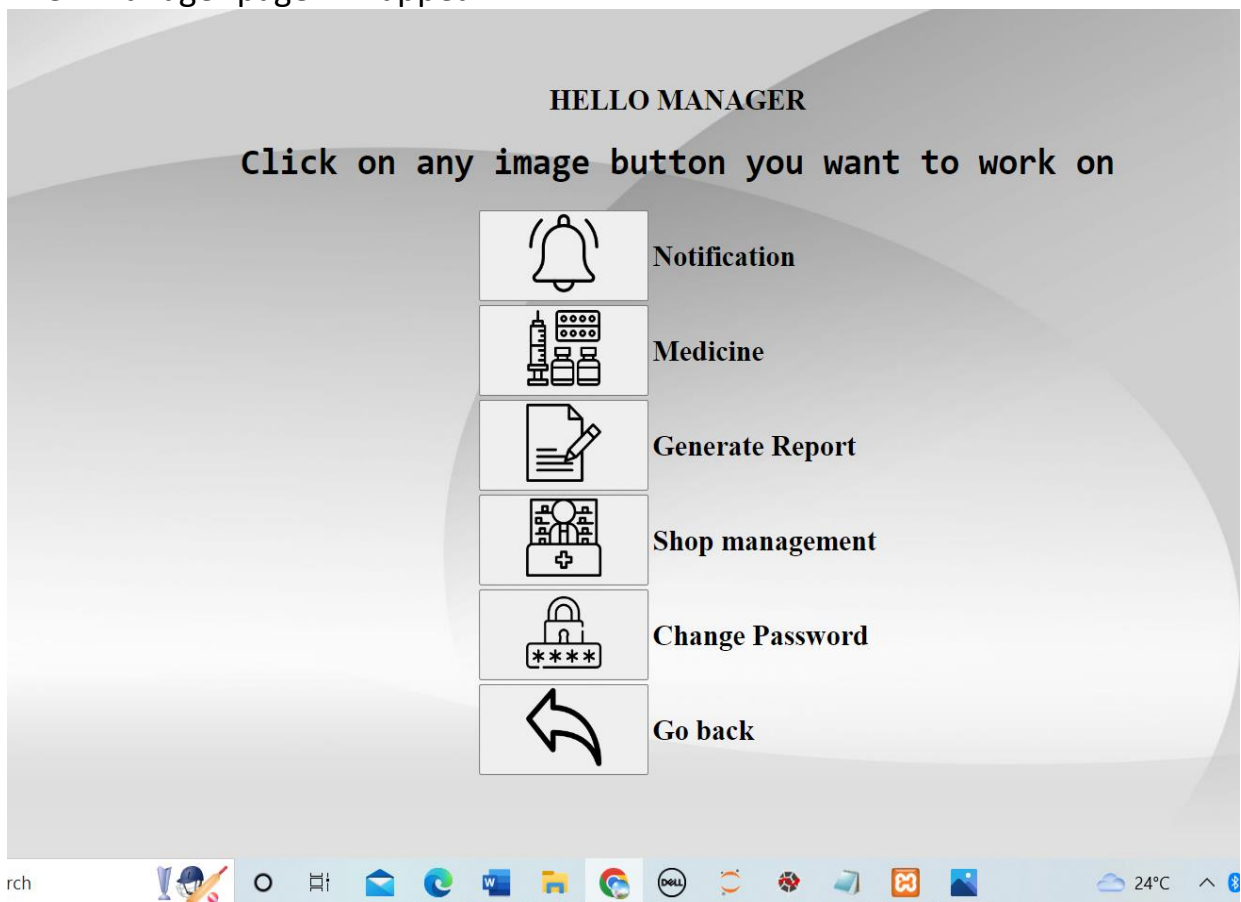 HELLO MANAGER
Click on any image button you want to work on
Notification
Medicine
Generate Report
Shop management
****
Change Password
Go back
rch
W
DELL
24°C